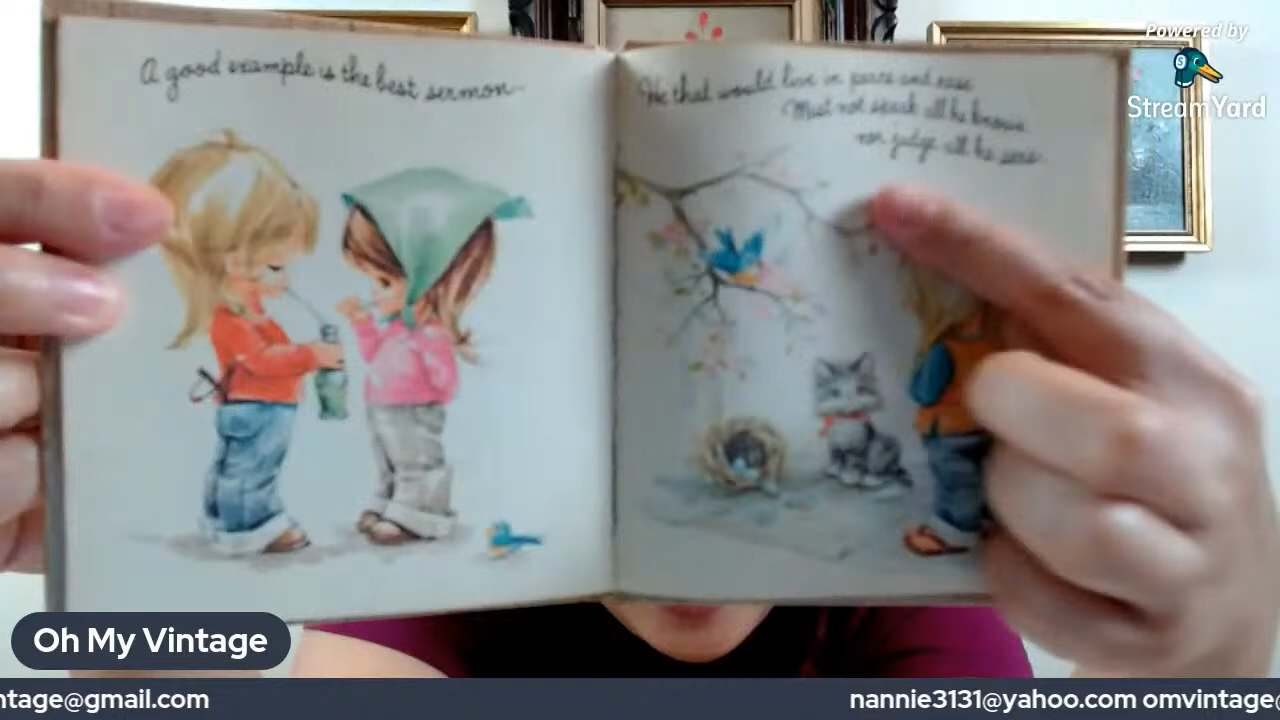 Powered by
StreamYard
A good example is the best sermon.
He that would live in peace and ease
Must not speak all he knows
nor judge all he sees.
Oh My Vintage
ntage@gmail.com
nannie3131@yahoo.com omvintage@